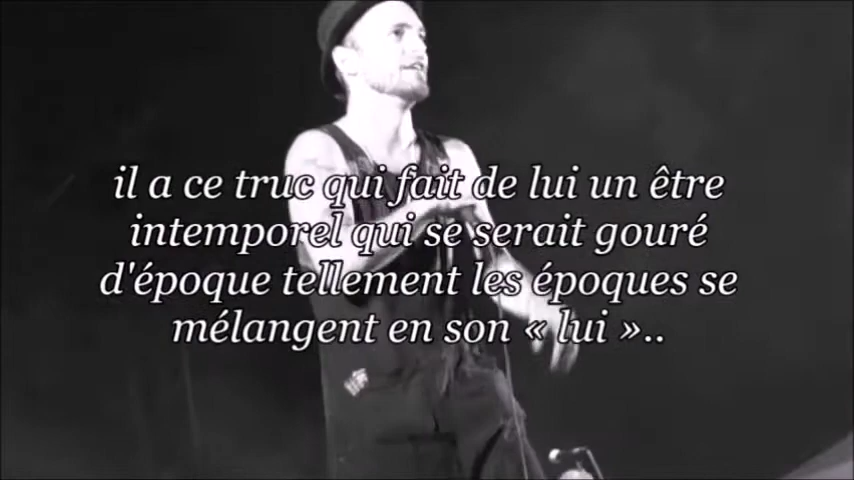 il a ce truc qui fait de lui un être
intemporel qui se serait gouré
d'époque tellement les époques se
mélangent en son « lui »..